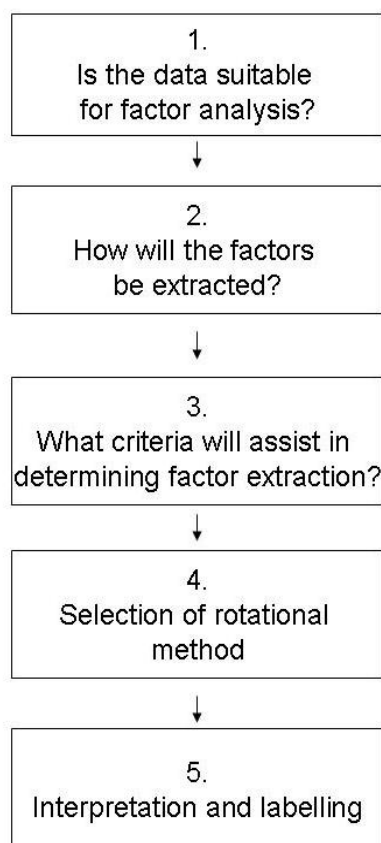 1.
Is the data suitable
for factor analysis?
2.
How will the factors
be extracted?
3.
What criteria will assist in
determining factor extraction?
4.
Selection of rotational
method
5.
Interpretation and labelling